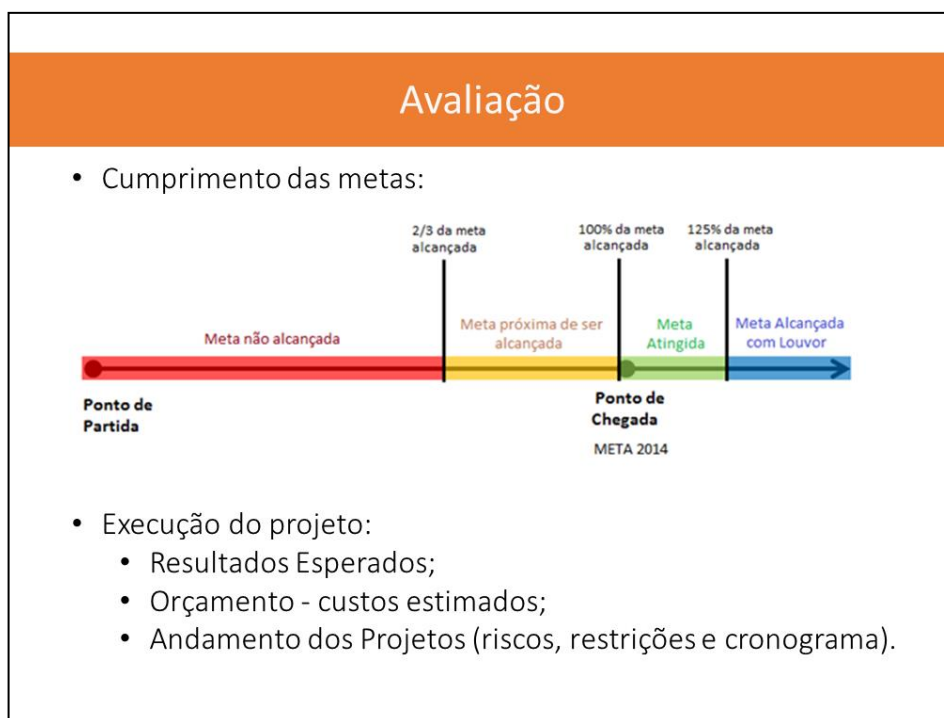 Avaliação
• Cumprimento das metas:
2/3 da meta
alcançada
100% da meta
alcançada
125% da meta
alcançada
Meta não alcançada
Meta próxima de ser
alcançada
Meta
Atingida
Meta Alcançada
com Louvor
Ponto de
Partida
Ponto de
Chegada
META 2014
• Execução do projeto:
• Resultados Esperados;
• Orçamento - custos estimados;
• Andamento dos Projetos (riscos, restrições e cronograma).